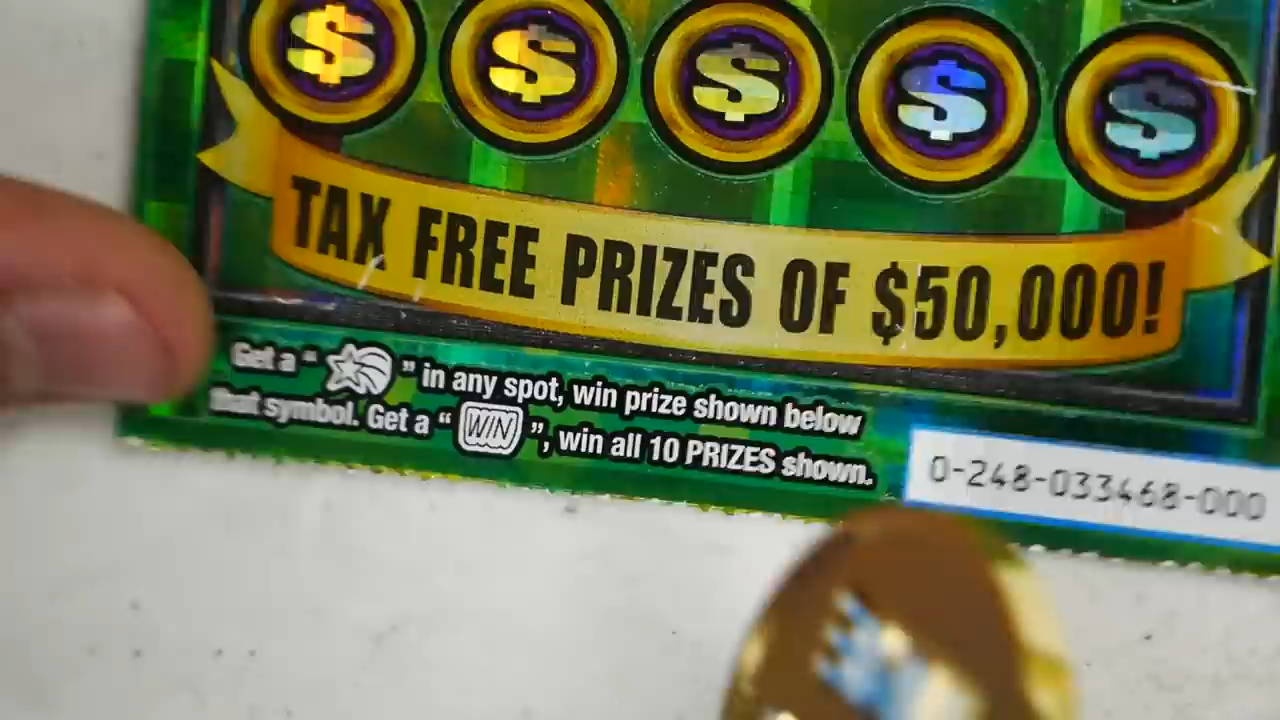 $ $ $ $ $
TAX FREE PRIZES OF $50,000!
Get a " " in any spot, win prize shown below
that symbol. Get a "WIN", win all 10 PRIZES shown.
0-248-033468-000